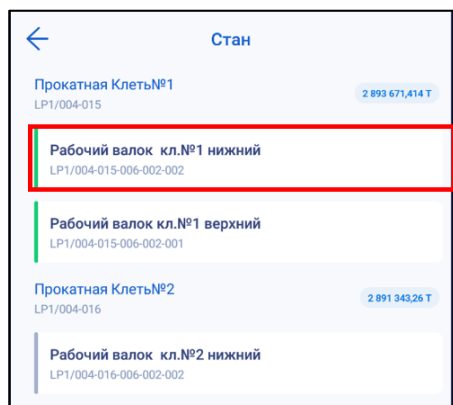 Стан
Прокатная Клеть№1
2 893 671,414 Т
LP1/004-015
Рабочий валок кл.№1 нижний
LP1/004-015-006-002-002
Рабочий валок кл.№1 верхний
LP1/004-015-006-002-001
Прокатная Клеть№2
2 891 343,26 Т
LP1/004-016
Рабочий валок кл.№2 нижний
LP1/004-016-006-002-002